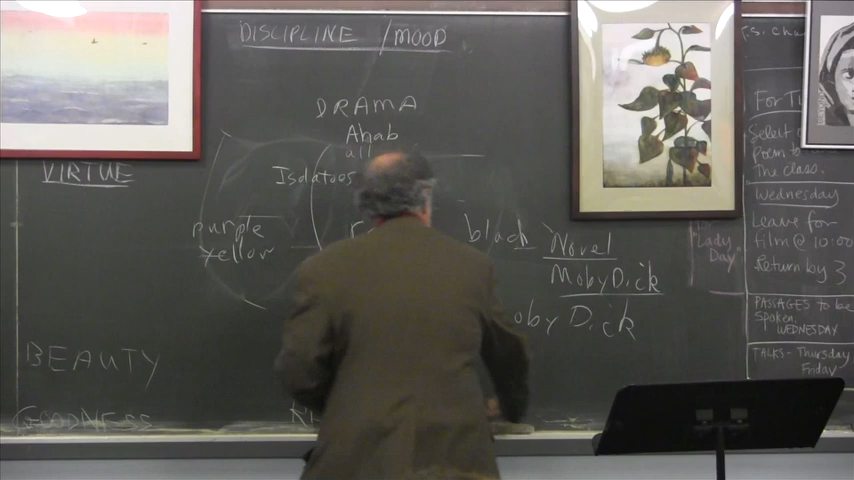 DISCIPLINE / MOOD
DRAMA
Ahab
all
Isolatoes
VIRTUE
purple
yellow
black
Novel
Moby Dick
oby Dick
BEAUTY
GOODNESS
Lady
Day
Select
Poem to
The class.
Wednesday
Leave for
film @ 10:00
Return by 3
PASSAGES to be
Spoken:
WEDNESDAY
TALKS - Thursday
Friday